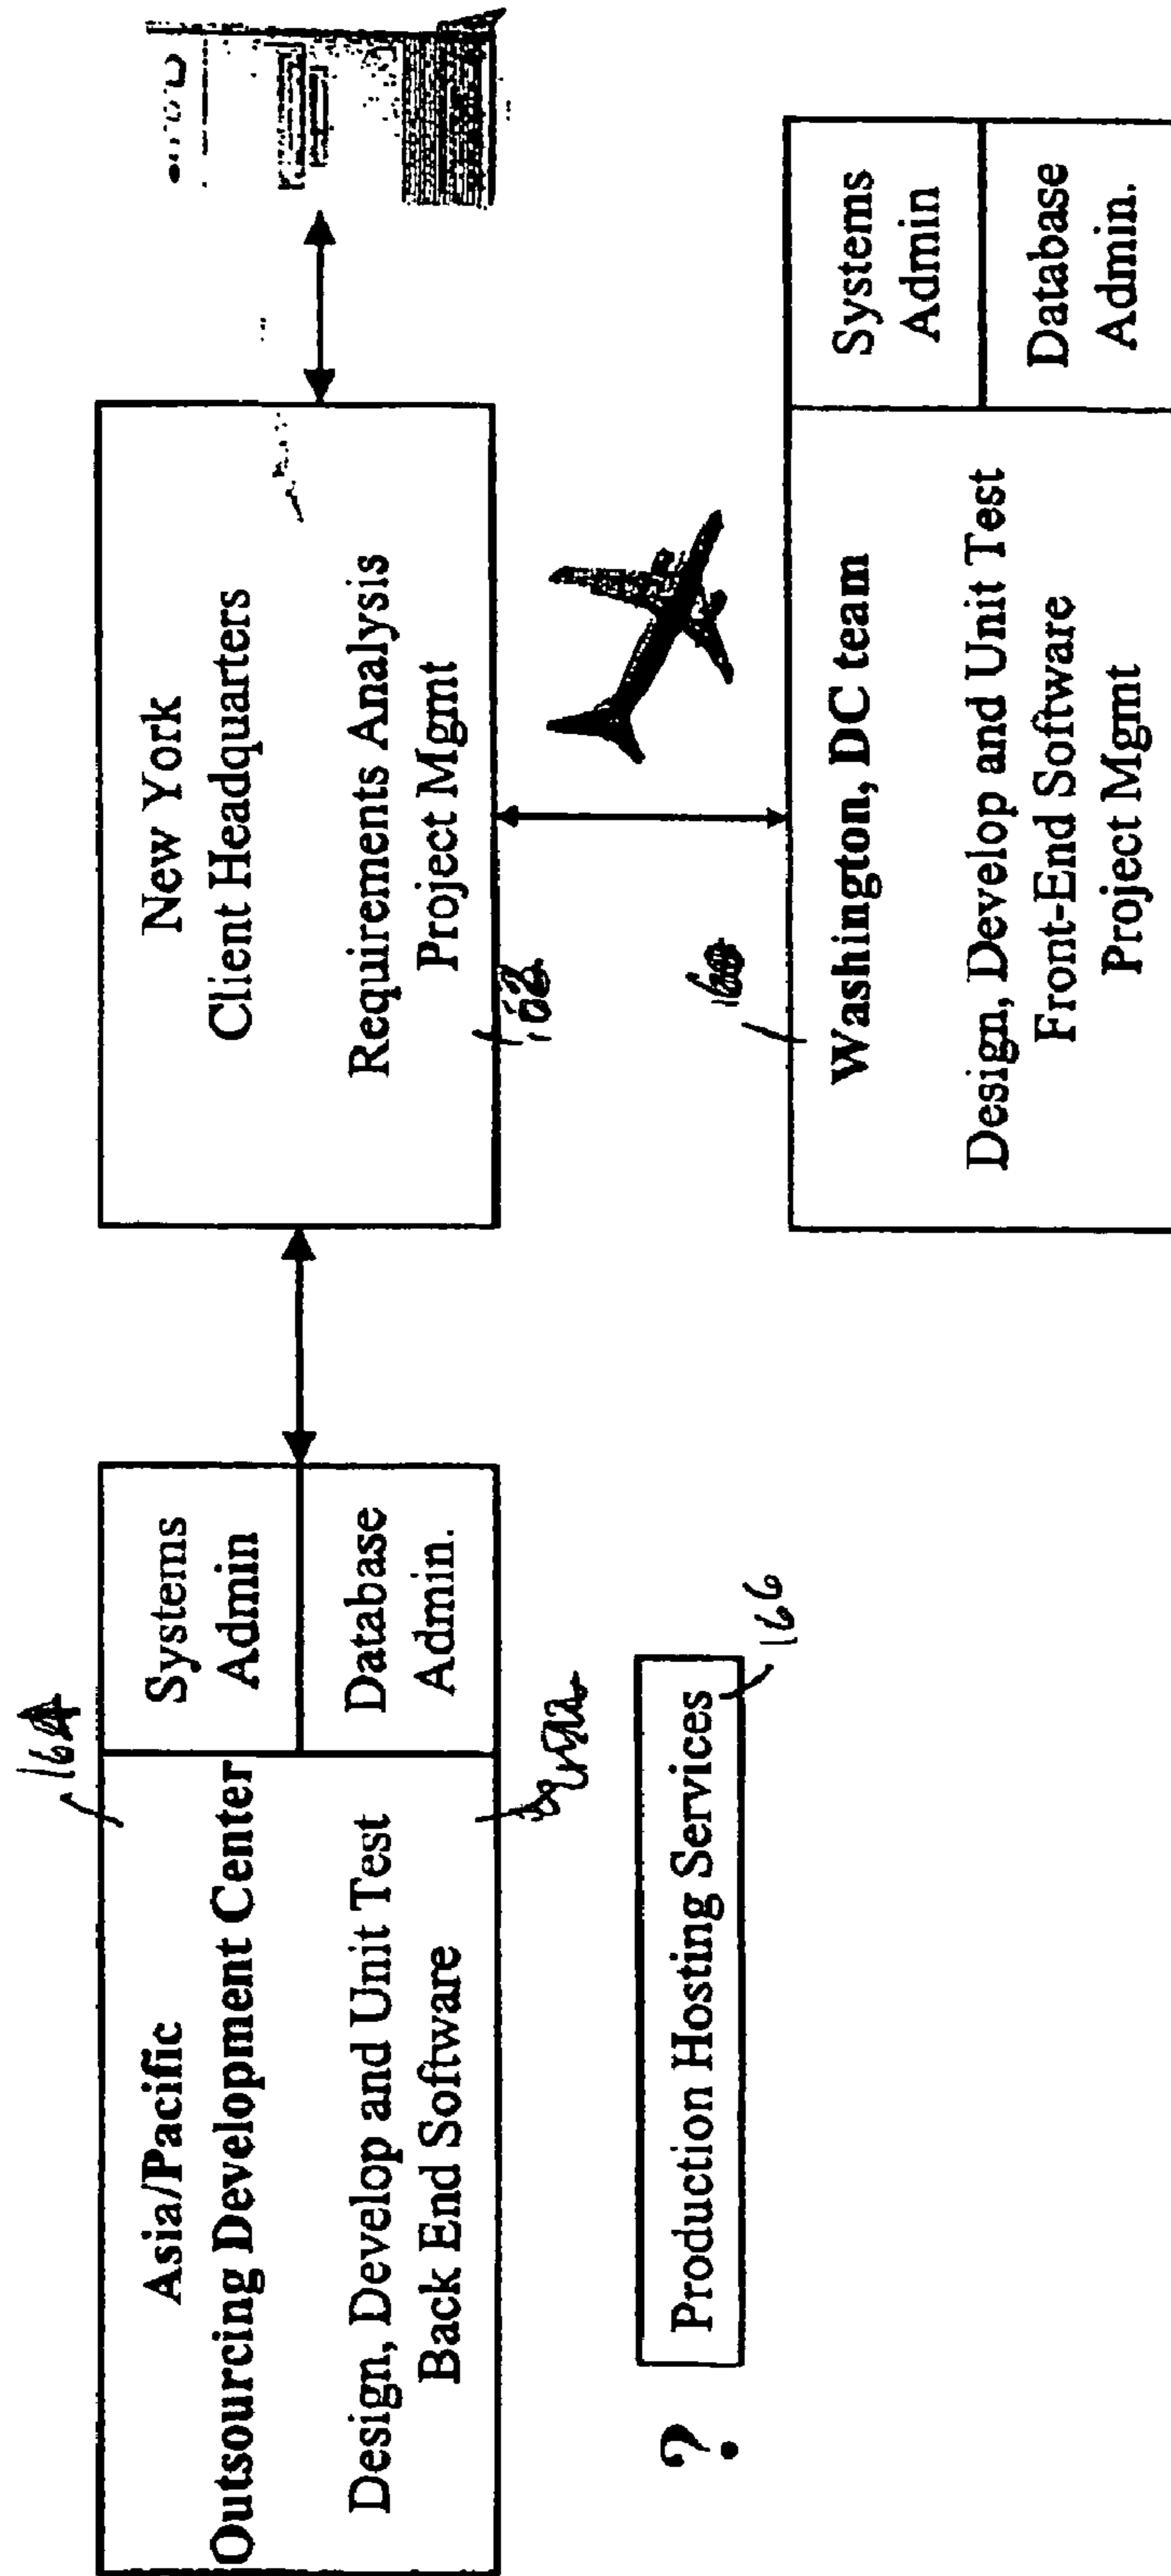 Asia/Pacific
Outsourcing Development Center
Design, Develop and Unit Test
Back End Software
Systems
Admin
Database
Admin.
164
New York
Client Headquarters
Requirements Analysis
Project Mgmt
162
?
Production Hosting Services
166
Washington, DC team
Design, Develop and Unit Test
Front-End Software
Project Mgmt
Systems
Admin
Database
Admin.